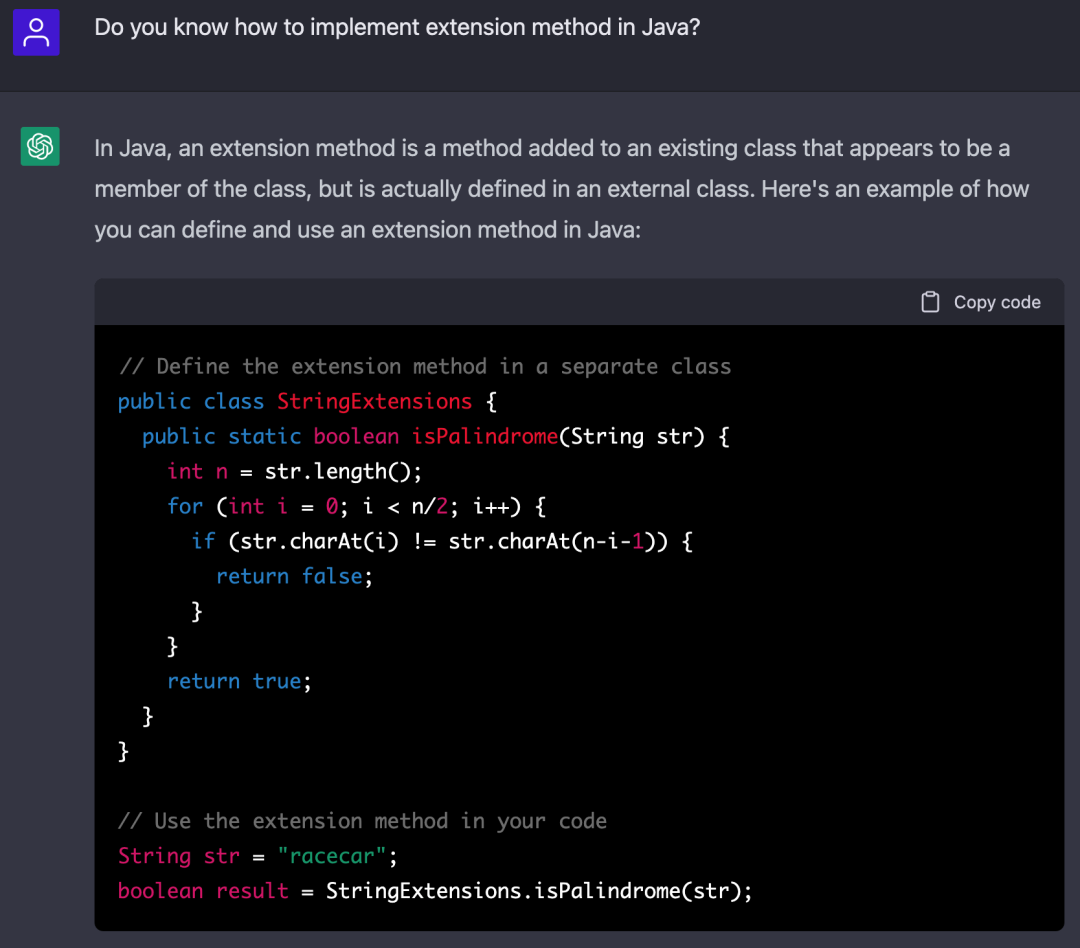 Do you know how to implement extension method in Java?
In Java, an extension method is a method added to an existing class that appears to be a
member of the class, but is actually defined in an external class. Here's an example of how
you can define and use an extension method in Java:
Copy code
// Define the extension method in a separate class
public class StringExtensions {
  public static boolean isPalindrome(String str) {
    int n = str.length();
    for (int i = 0; i < n/2; i++) {
      if (str.charAt(i) != str.charAt(n-i-1)) {
        return false;
      }
    }
    return true;
  }
}
// Use the extension method in your code
String str = "racecar";
boolean result = StringExtensions.isPalindrome(str);